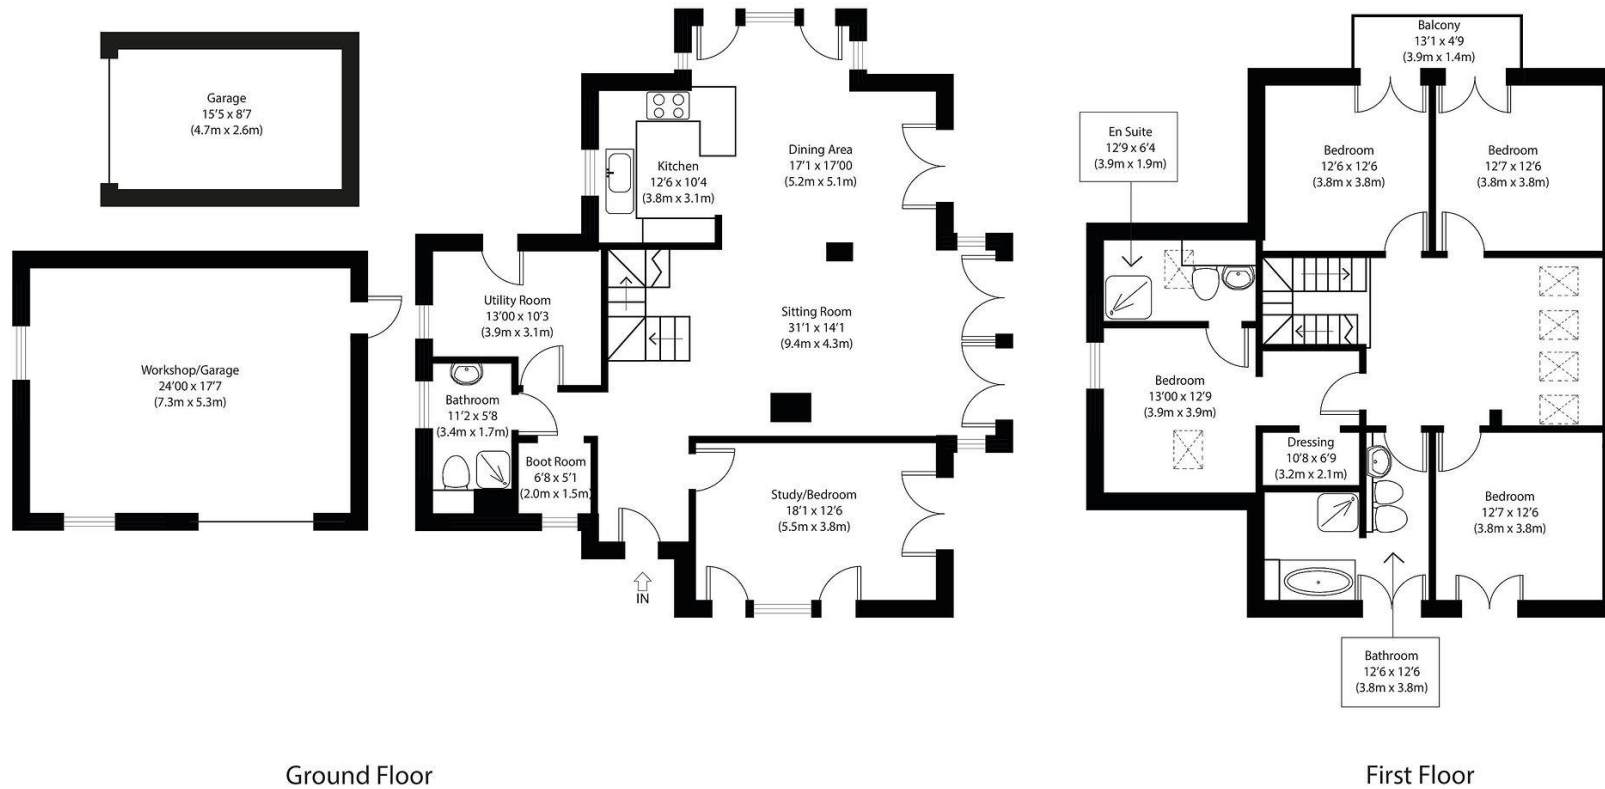 Garage
15'5 x 8'7
(4.7m x 2.6m)
Workshop/Garage
24'00 x 17'7
(7.3m x 5.3m)
Kitchen
12'6 x 10'4
(3.8m x 3.1m)
Dining Area
17'1 x 17'00
(5.2m x 5.1m)
Utility Room
13'00 x 10'3
(3.9m x 3.1m)
Sitting Room
31'1 x 14'1
(9.4m x 4.3m)
Bathroom
11'2 x 5'8
(3.4m x 1.7m)
Boot Room
6'8 x 5'1
(2.0m x 1.5m)
Study/Bedroom
18'1 x 12'6
(5.5m x 3.8m)
IN
Ground Floor
Balcony
13'1 x 4'9
(3.9m x 1.4m)
En Suite
12'9 x 6'4
(3.9m x 1.9m)
Bedroom
12'6 x 12'6
(3.8m x 3.8m)
Bedroom
12'7 x 12'6
(3.8m x 3.8m)
Bedroom
13'00 x 12'9
(3.9m x 3.9m)
Dressing
10'8 x 6'9
(3.2m x 2.1m)
Bedroom
12'7 x 12'6
(3.8m x 3.8m)
Bathroom
12'6 x 12'6
(3.8m x 3.8m)
First Floor